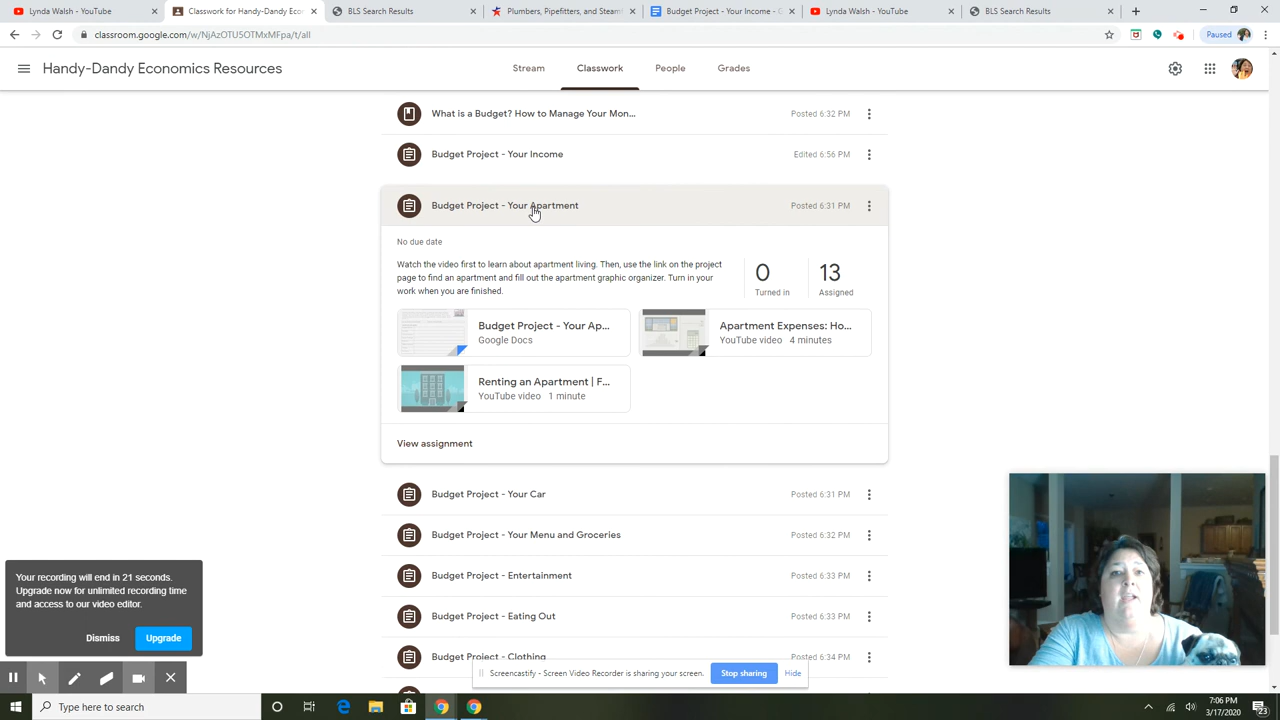 Lynda Walsh - YouTube
Classwork for Handy-Dandy Econo
BLS Search Results
Plumbers, Pipefitters, and Steamf
Budget Project - Your Income - G
Lynda Walsh - YouTube
BLS Search Results
classroom.google.com/w/NjAzOTU5OTMxMFpa/t/all
Paused
Handy-Dandy Economics Resources
Stream
Classwork
People
Grades
What is a Budget? How to Manage Your Mon...
Posted 6:32 PM
Budget Project - Your Income
Edited 6:56 PM
Budget Project - Your Apartment
Posted 6:31 PM
No due date
Watch the video first to learn about apartment living. Then, use the link on the project
page to find an apartment and fill out the apartment graphic organizer. Turn in your
work when you are finished.
0
Turned in
13
Assigned
Budget Project - Your Ap...
Google Docs
Apartment Expenses: Ho...
YouTube video 4 minutes
Renting an Apartment | F...
YouTube video 1 minute
View assignment
Budget Project - Your Car
Posted 6:31 PM
Budget Project - Your Menu and Groceries
Posted 6:32 PM
Budget Project - Entertainment
Posted 6:33 PM
Budget Project - Eating Out
Posted 6:33 PM
Budget Project - Clothing
Posted 6:34 PM
Your recording will end in 21 seconds.
Upgrade now for unlimited recording time
and access to our video editor.
Dismiss
Upgrade
Screencastify - Screen Video Recorder is sharing your screen.
Stop sharing
Hide
Type here to search
7:06 PM
3/17/2020
23